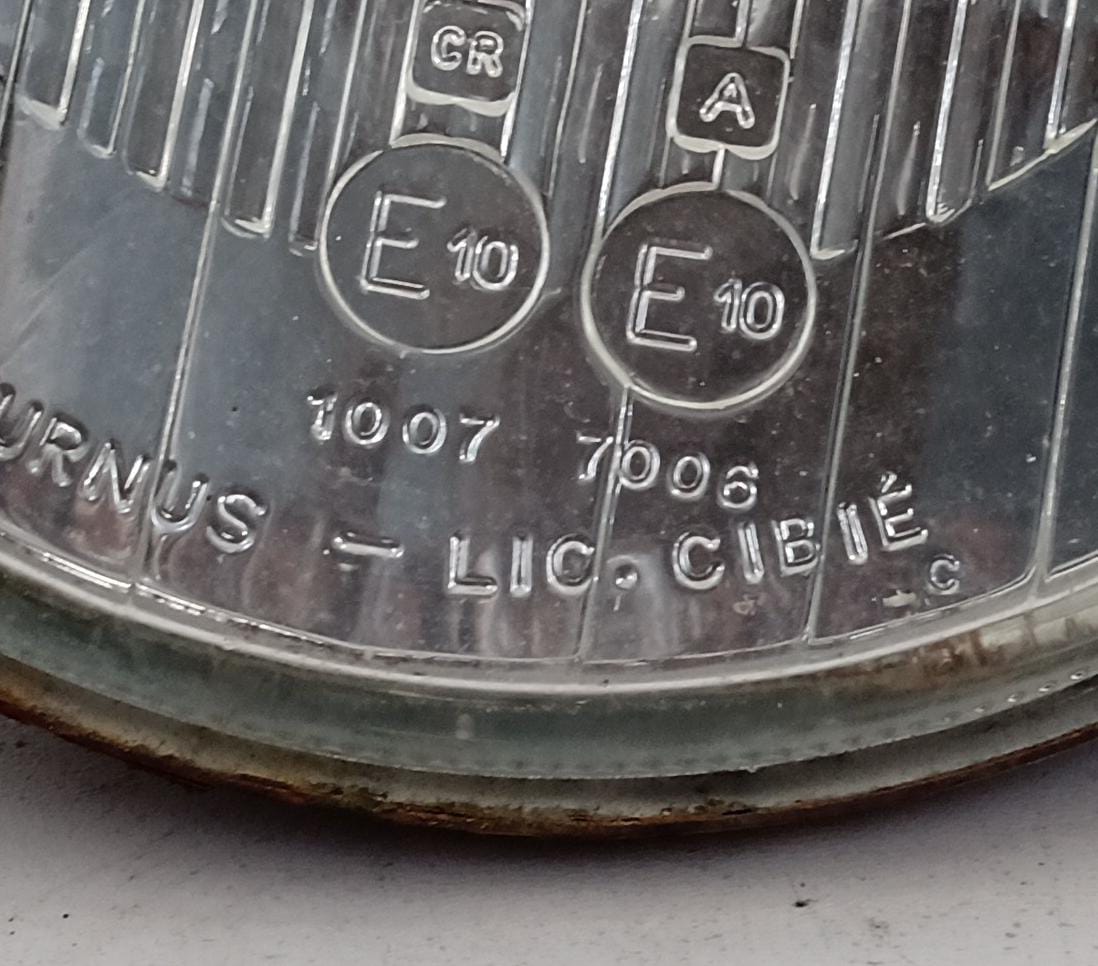 CR
A
E 10
E 10
1007 7006
URNUS - LIC. CIBIÉ
- C